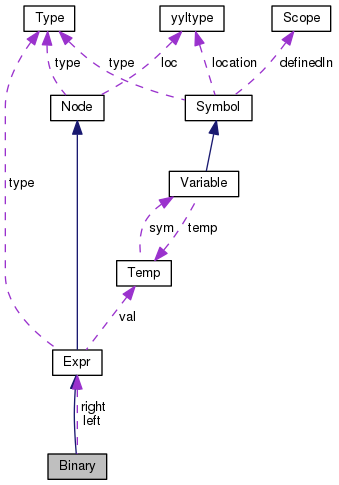 Type
yyltype
Scope
type
loc
type
location
definedIn
Node
Symbol
type
Variable
sym
temp
Temp
val
Expr
right
left
Binary